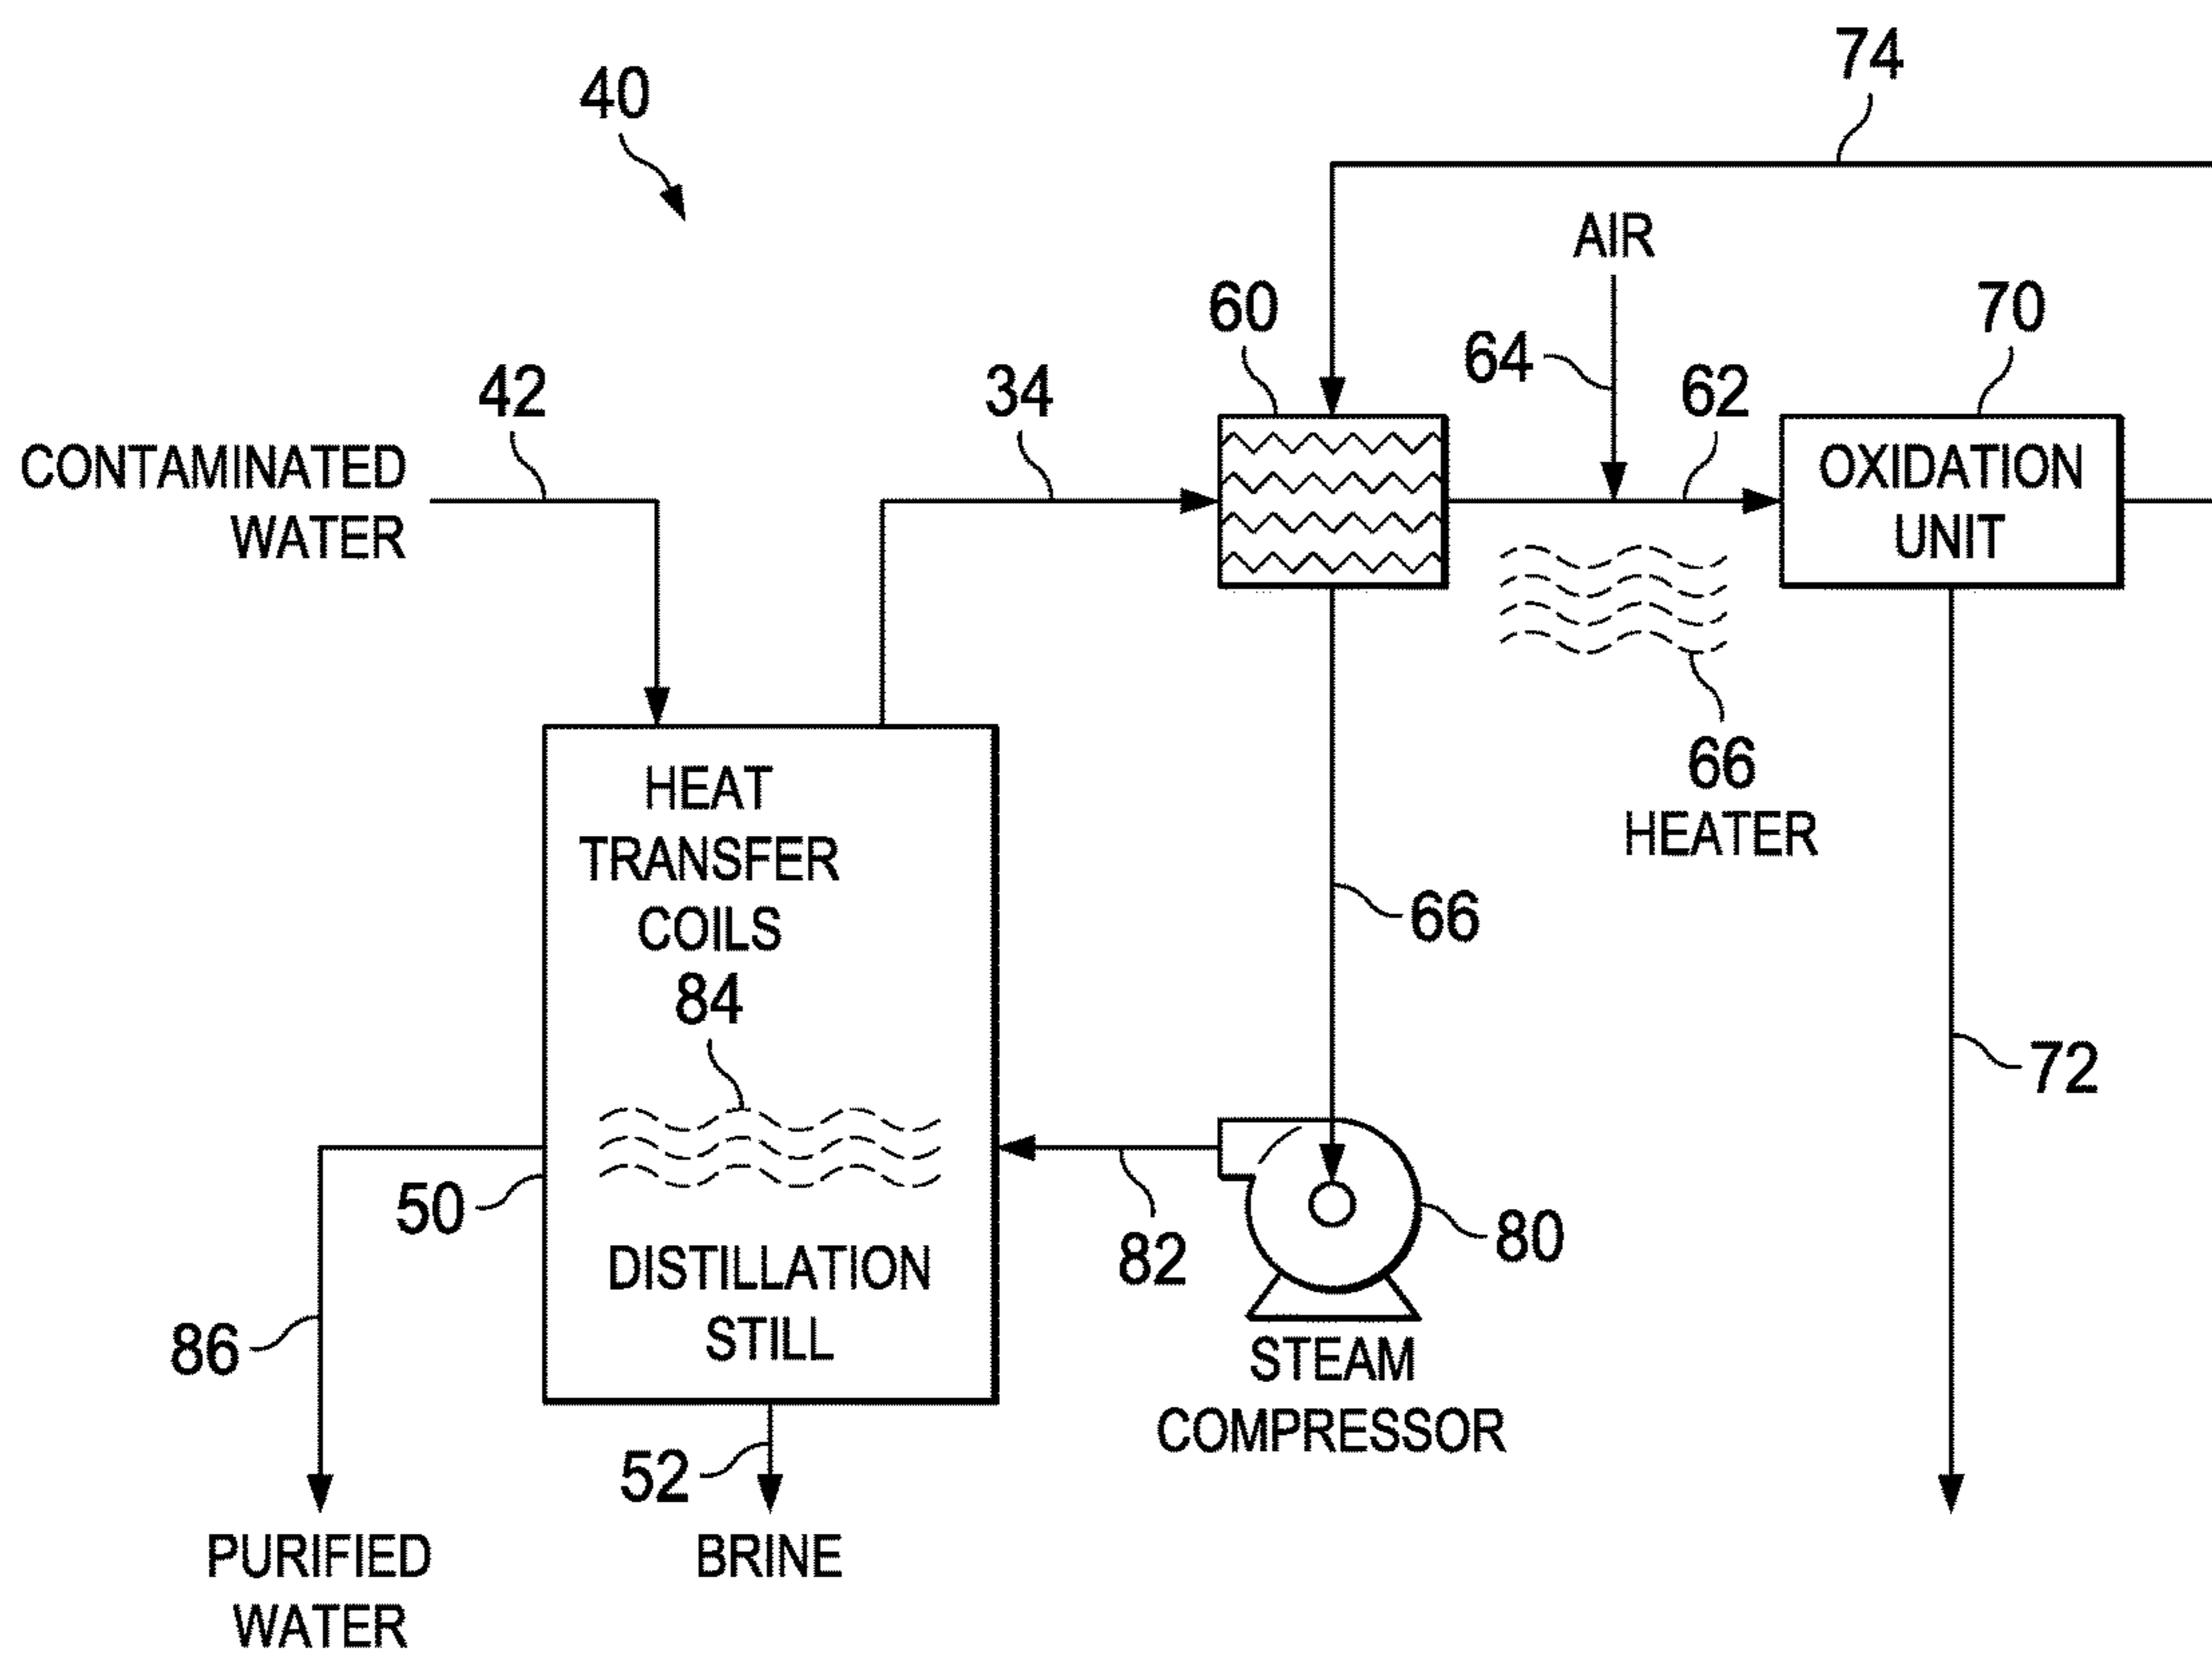 74
40
AIR
60
70
64
62
42
34
CONTAMINATED
WATER
OXIDATION
UNIT
66
HEATER
HEAT
TRANSFER
COILS
84
66
72
50
82
80
DISTILLATION
STILL
86
STEAM
COMPRESSOR
52
PURIFIED
WATER
BRINE